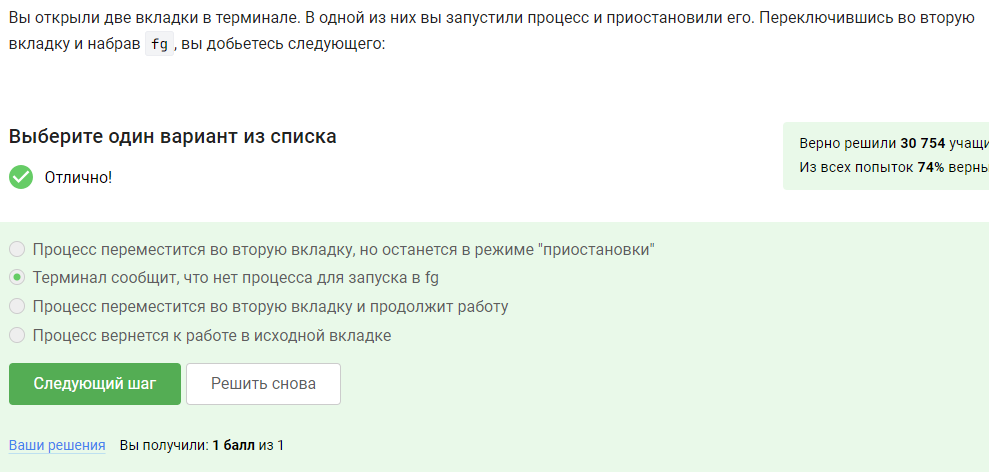 Вы открыли две вкладки в терминале. В одной из них вы запустили процесс и приостановили его. Переключившись во вторую
вкладку и набрав fg, вы добьетесь следующего:
Выберите один вариант из списка
Верно решили 30 754 учащи
Отлично!
Из всех попыток 74% верны
Процесс переместится во вторую вкладку, но останется в режиме "приостановки"
Терминал сообщит, что нет процесса для запуска в fg
Процесс переместится во вторую вкладку и продолжит работу
Процесс вернется к работе в исходной вкладке
Следующий шаг Решить снова
Ваши решения Вы получили: 1 балл из 1